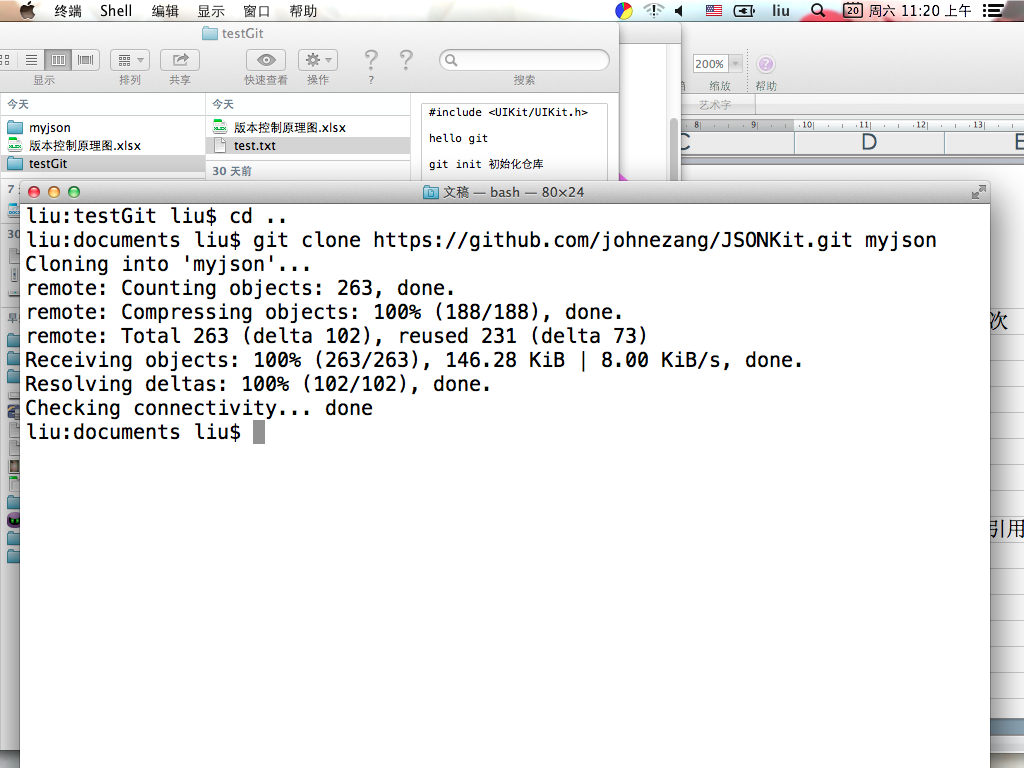 终端 Shell 编辑 显示 窗口 帮助 liu 20 周六 11:20 上午
testGit
200%
显示 排列 共享 快速查看 操作 ? 搜索 缩放 帮助
艺术字
今天 今天
#include <UIKit/UIKit.h>
myjson 版本控制原理图.xlsx
hello git
版本控制原理图.xlsx test.txt
testGit
git init 初始化仓库
30 天前
8 9 10 11 12 13
C D E
文稿 — bash — 80×24
liu:testGit liu$ cd ..
liu:documents liu$ git clone https://github.com/johnezang/JSONKit.git myjson
Cloning into 'myjson'...
remote: Counting objects: 263, done.
remote: Compressing objects: 100% (188/188), done.
remote: Total 263 (delta 102), reused 231 (delta 73)
Receiving objects: 100% (263/263), 146.28 KiB | 8.00 KiB/s, done.
Resolving deltas: 100% (102/102), done.
Checking connectivity... done
liu:documents liu$
次
引用